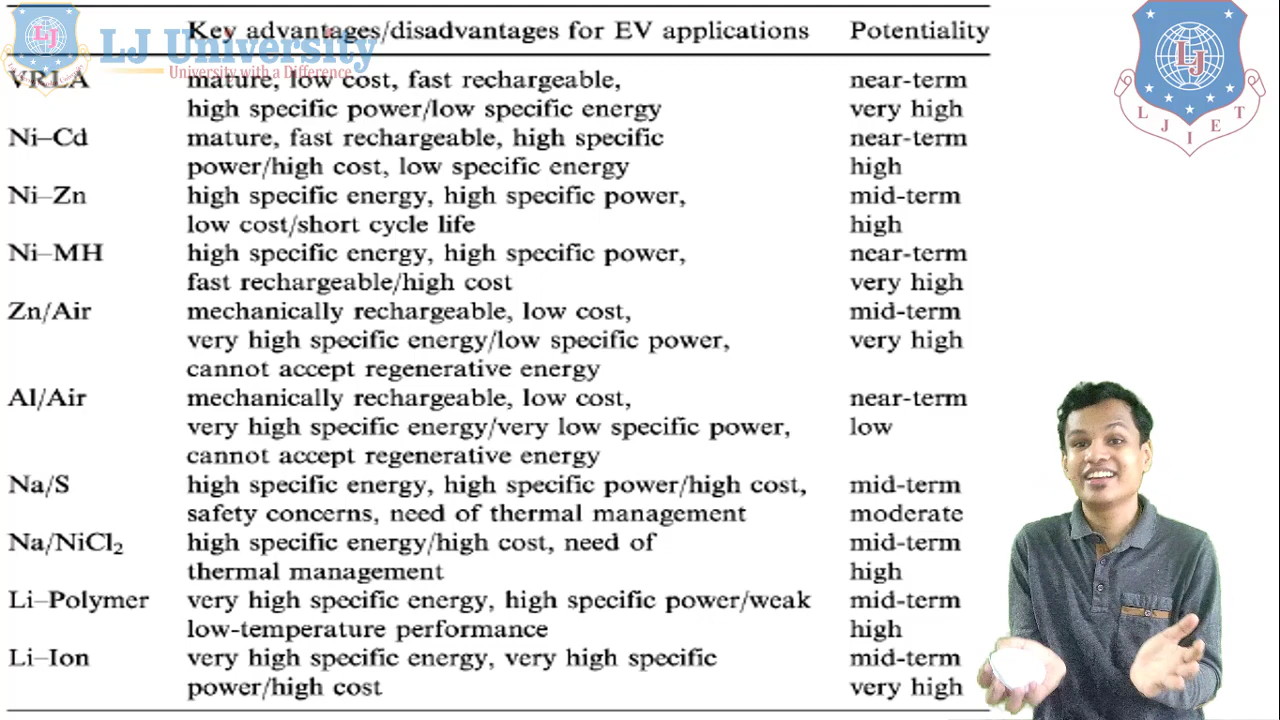 Key advantages/disadvantages for EV applications Potentiality
LJ University
University with a Difference
VRLA mature, low cost, fast rechargeable, near-term
high specific power/low specific energy very high
Ni–Cd mature, fast rechargeable, high specific near-term
power/high cost, low specific energy high
Ni–Zn high specific energy, high specific power, mid-term
low cost/short cycle life high
Ni–MH high specific energy, high specific power, near-term
fast rechargeable/high cost very high
Zn/Air mechanically rechargeable, low cost, mid-term
very high specific energy/low specific power, very high
cannot accept regenerative energy
Al/Air mechanically rechargeable, low cost, near-term
very high specific energy/very low specific power, low
cannot accept regenerative energy
Na/S high specific energy, high specific power/high cost, mid-term
safety concerns, need of thermal management moderate
Na/NiCl₂ high specific energy/high cost, need of mid-term
thermal management high
Li–Polymer very high specific energy, high specific power/weak mid-term
low-temperature performance high
Li–Ion very high specific energy, very high specific mid-term
power/high cost very high
LJ
LJ
LJIET